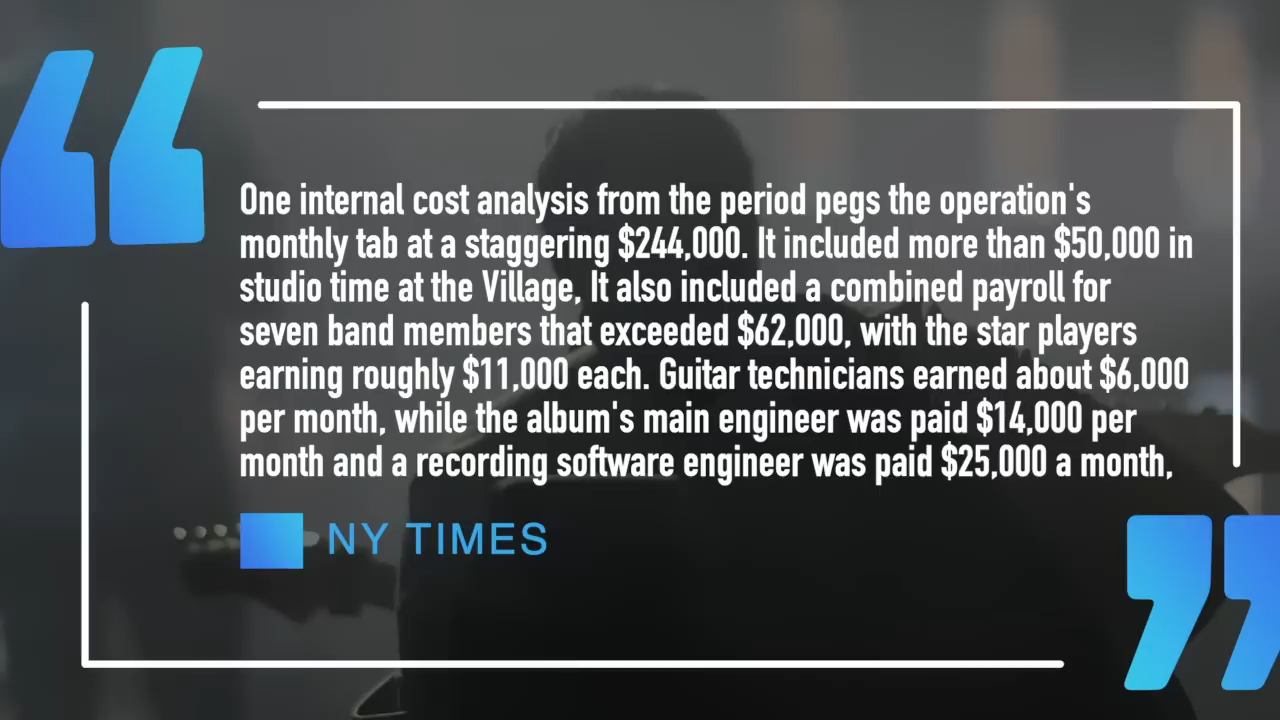 One internal cost analysis from the period pegs the operation's
monthly tab at a staggering $244,000. It included more than $50,000 in
studio time at the Village, It also included a combined payroll for
seven band members that exceeded $62,000, with the star players
earning roughly $11,000 each. Guitar technicians earned about $6,000
per month, while the album's main engineer was paid $14,000 per
month and a recording software engineer was paid $25,000 a month,
NY TIMES